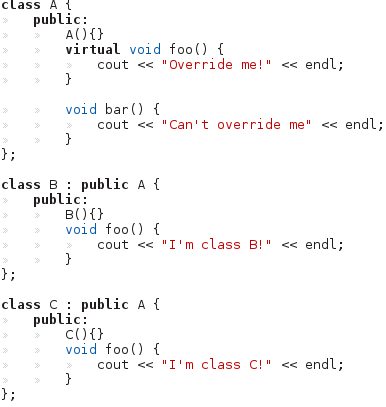 class A {
» public:
» » A(){}
» » virtual void foo() {
» » » cout << "Override me!" << endl;
» » }
» » void bar() {
» » » cout << "Can't override me" << endl;
» » }
};
class B : public A {
» public:
» » B(){}
» » void foo() {
» » » cout << "I'm class B!" << endl;
» » }
};
class C : public A {
» public:
» » C(){}
» » void foo() {
» » » cout << "I'm class C!" << endl;
» » }
};